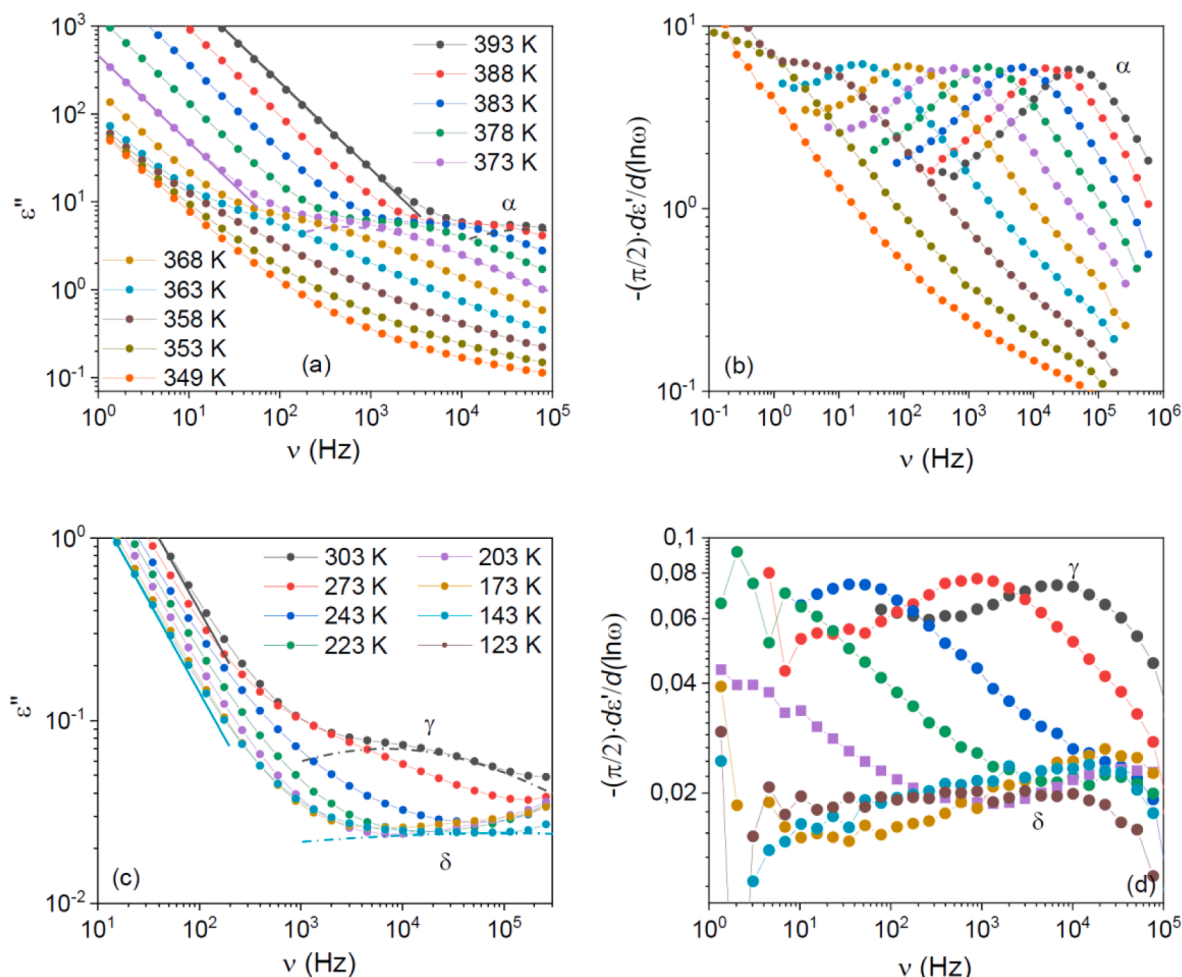 10³
10²
10¹
10⁰
10⁻¹
ε''
393 K
388 K
383 K
378 K
373 K
α
368 K
363 K
358 K
353 K
349 K
(a)
10⁰ 10¹ 10² 10³ 10⁴ 10⁵
ν (Hz)
10¹
10⁰
10⁻¹
-(π/2)·dε'/d(lnω)
α
(b)
10⁻¹ 10⁰ 10¹ 10² 10³ 10⁴ 10⁵ 10⁶
ν (Hz)
10⁰
10⁻¹
10⁻²
ε''
303 K 203 K
273 K 173 K
243 K 143 K
223 K 123 K
γ
δ
(c)
10¹ 10² 10³ 10⁴ 10⁵
ν (Hz)
0,1
0,08
0,06
0,04
0,02
-(π/2)·dε'/d(lnω)
γ
δ
(d)
10⁰ 10¹ 10² 10³ 10⁴ 10⁵
ν (Hz)